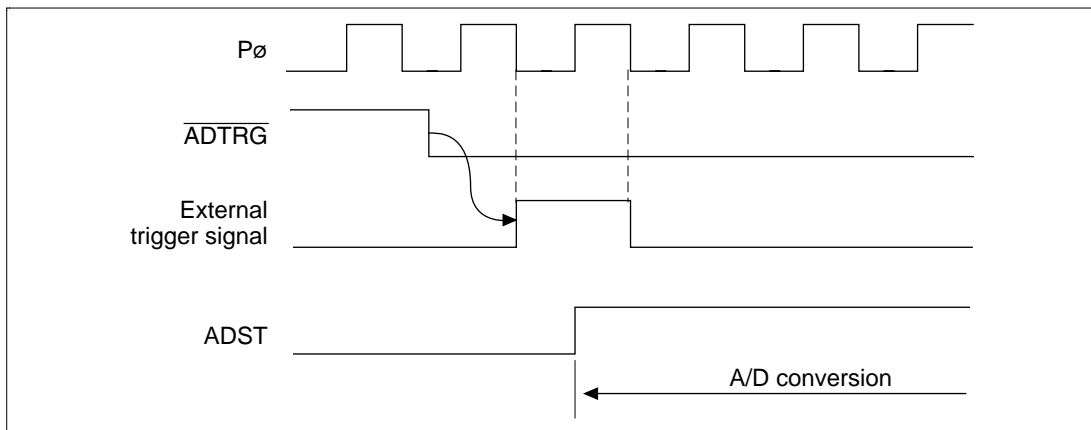 Pø
ADTRG
External
trigger signal
ADST
A/D conversion